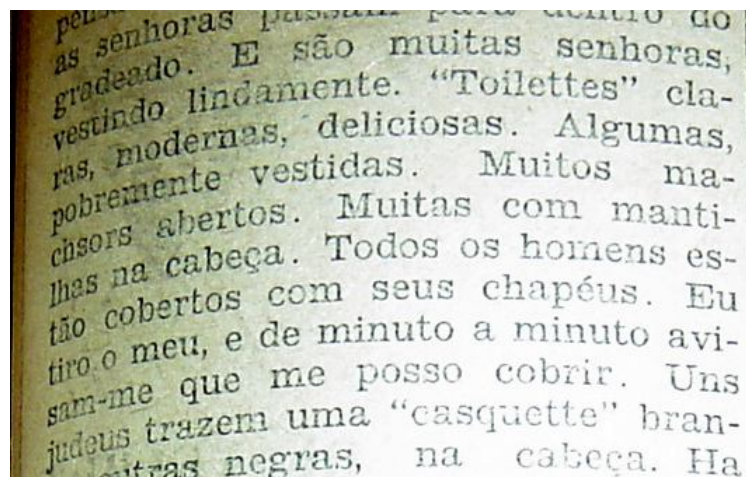 as senhoras passam para dentro do
gradeado. E são muitas senhoras,
vestindo lindamente. “Toilettes” cla-
ras, modernas, deliciosas. Algumas,
pobremente vestidas. Muitos ma-
chsors abertos. Muitas com manti-
lhas na cabeça. Todos os homens es-
tão cobertos com seus chapéus. Eu
tiro o meu, e de minuto a minuto avi-
sam-me que me posso cobrir. Uns
judeus trazem uma “casquette” bran-
negras, na cabeça. Ha